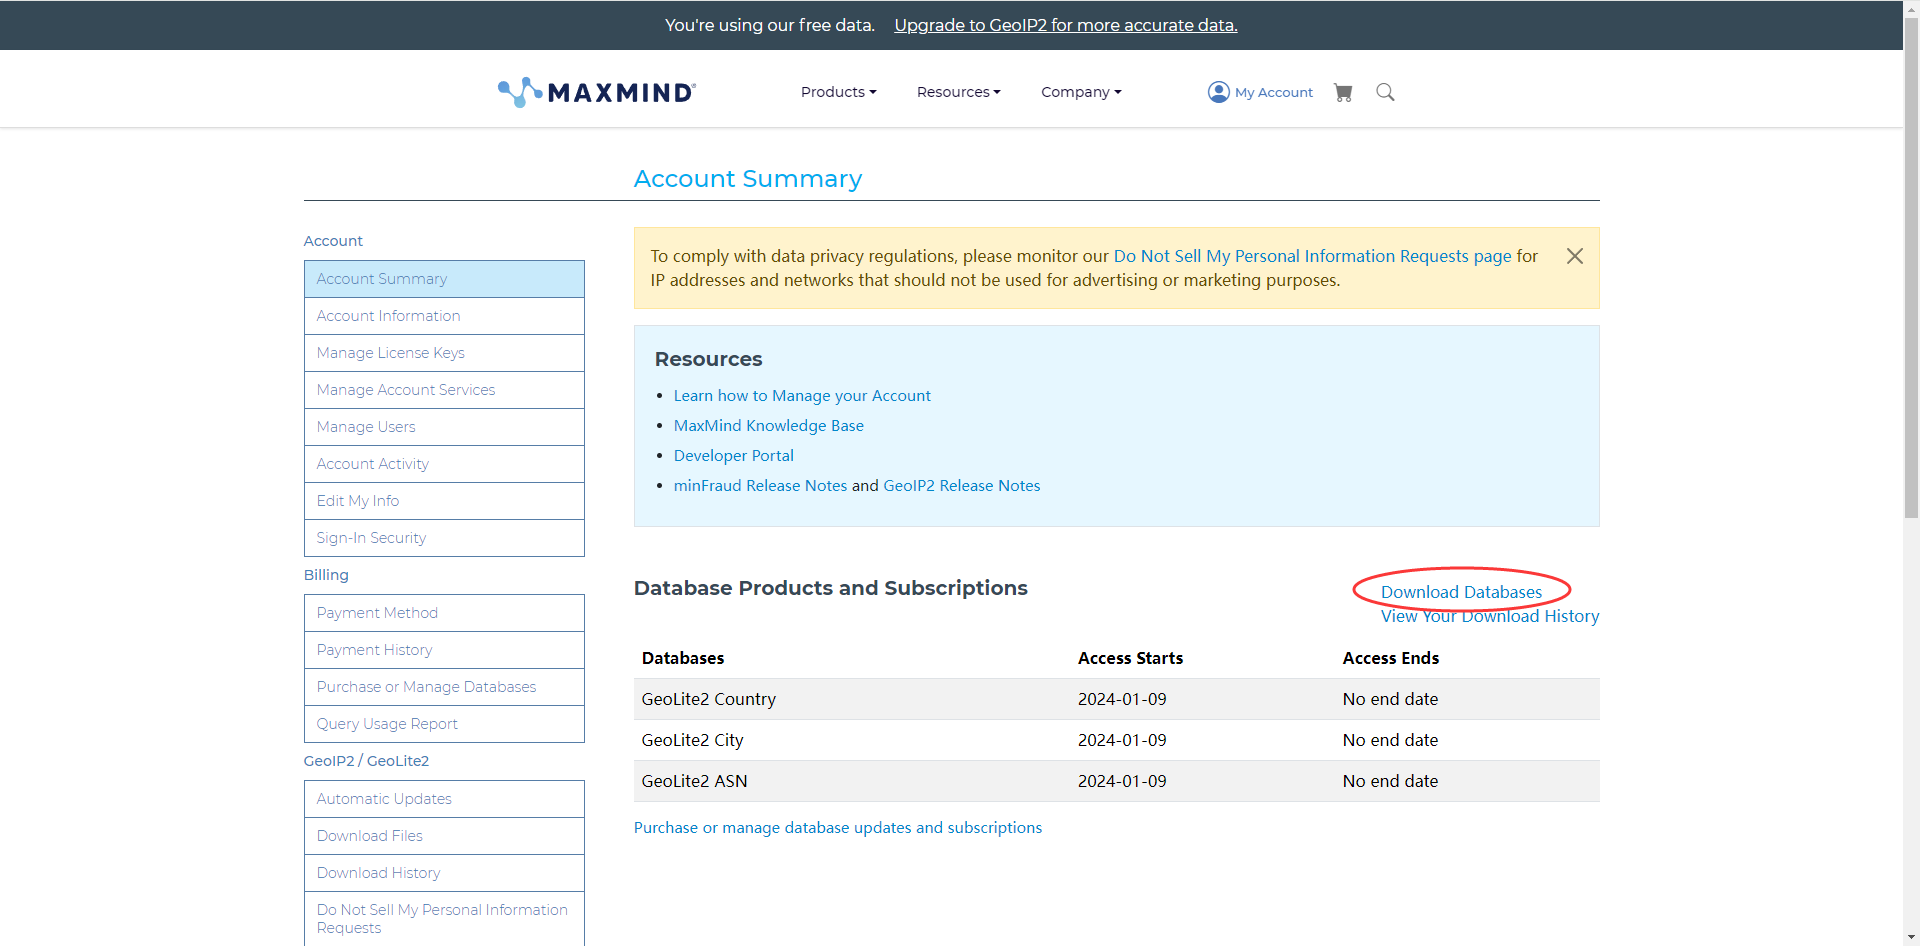 You're using our free data. Upgrade to GeoIP2 for more accurate data.
MAXMIND®
Products
Resources
Company
My Account
Account Summary
Account
Account Summary
Account Information
Manage License Keys
Manage Account Services
Manage Users
Account Activity
Edit My Info
Sign-In Security
Billing
Payment Method
Payment History
Purchase or Manage Databases
Query Usage Report
GeoIP2 / GeoLite2
Automatic Updates
Download Files
Download History
Do Not Sell My Personal Information
Requests
To comply with data privacy regulations, please monitor our Do Not Sell My Personal Information Requests page for
IP addresses and networks that should not be used for advertising or marketing purposes.
Resources
• Learn how to Manage your Account
• MaxMind Knowledge Base
• Developer Portal
• minFraud Release Notes and GeoIP2 Release Notes
Database Products and Subscriptions
Download Databases
View Your Download History
Databases Access Starts Access Ends
GeoLite2 Country 2024-01-09 No end date
GeoLite2 City 2024-01-09 No end date
GeoLite2 ASN 2024-01-09 No end date
Purchase or manage database updates and subscriptions